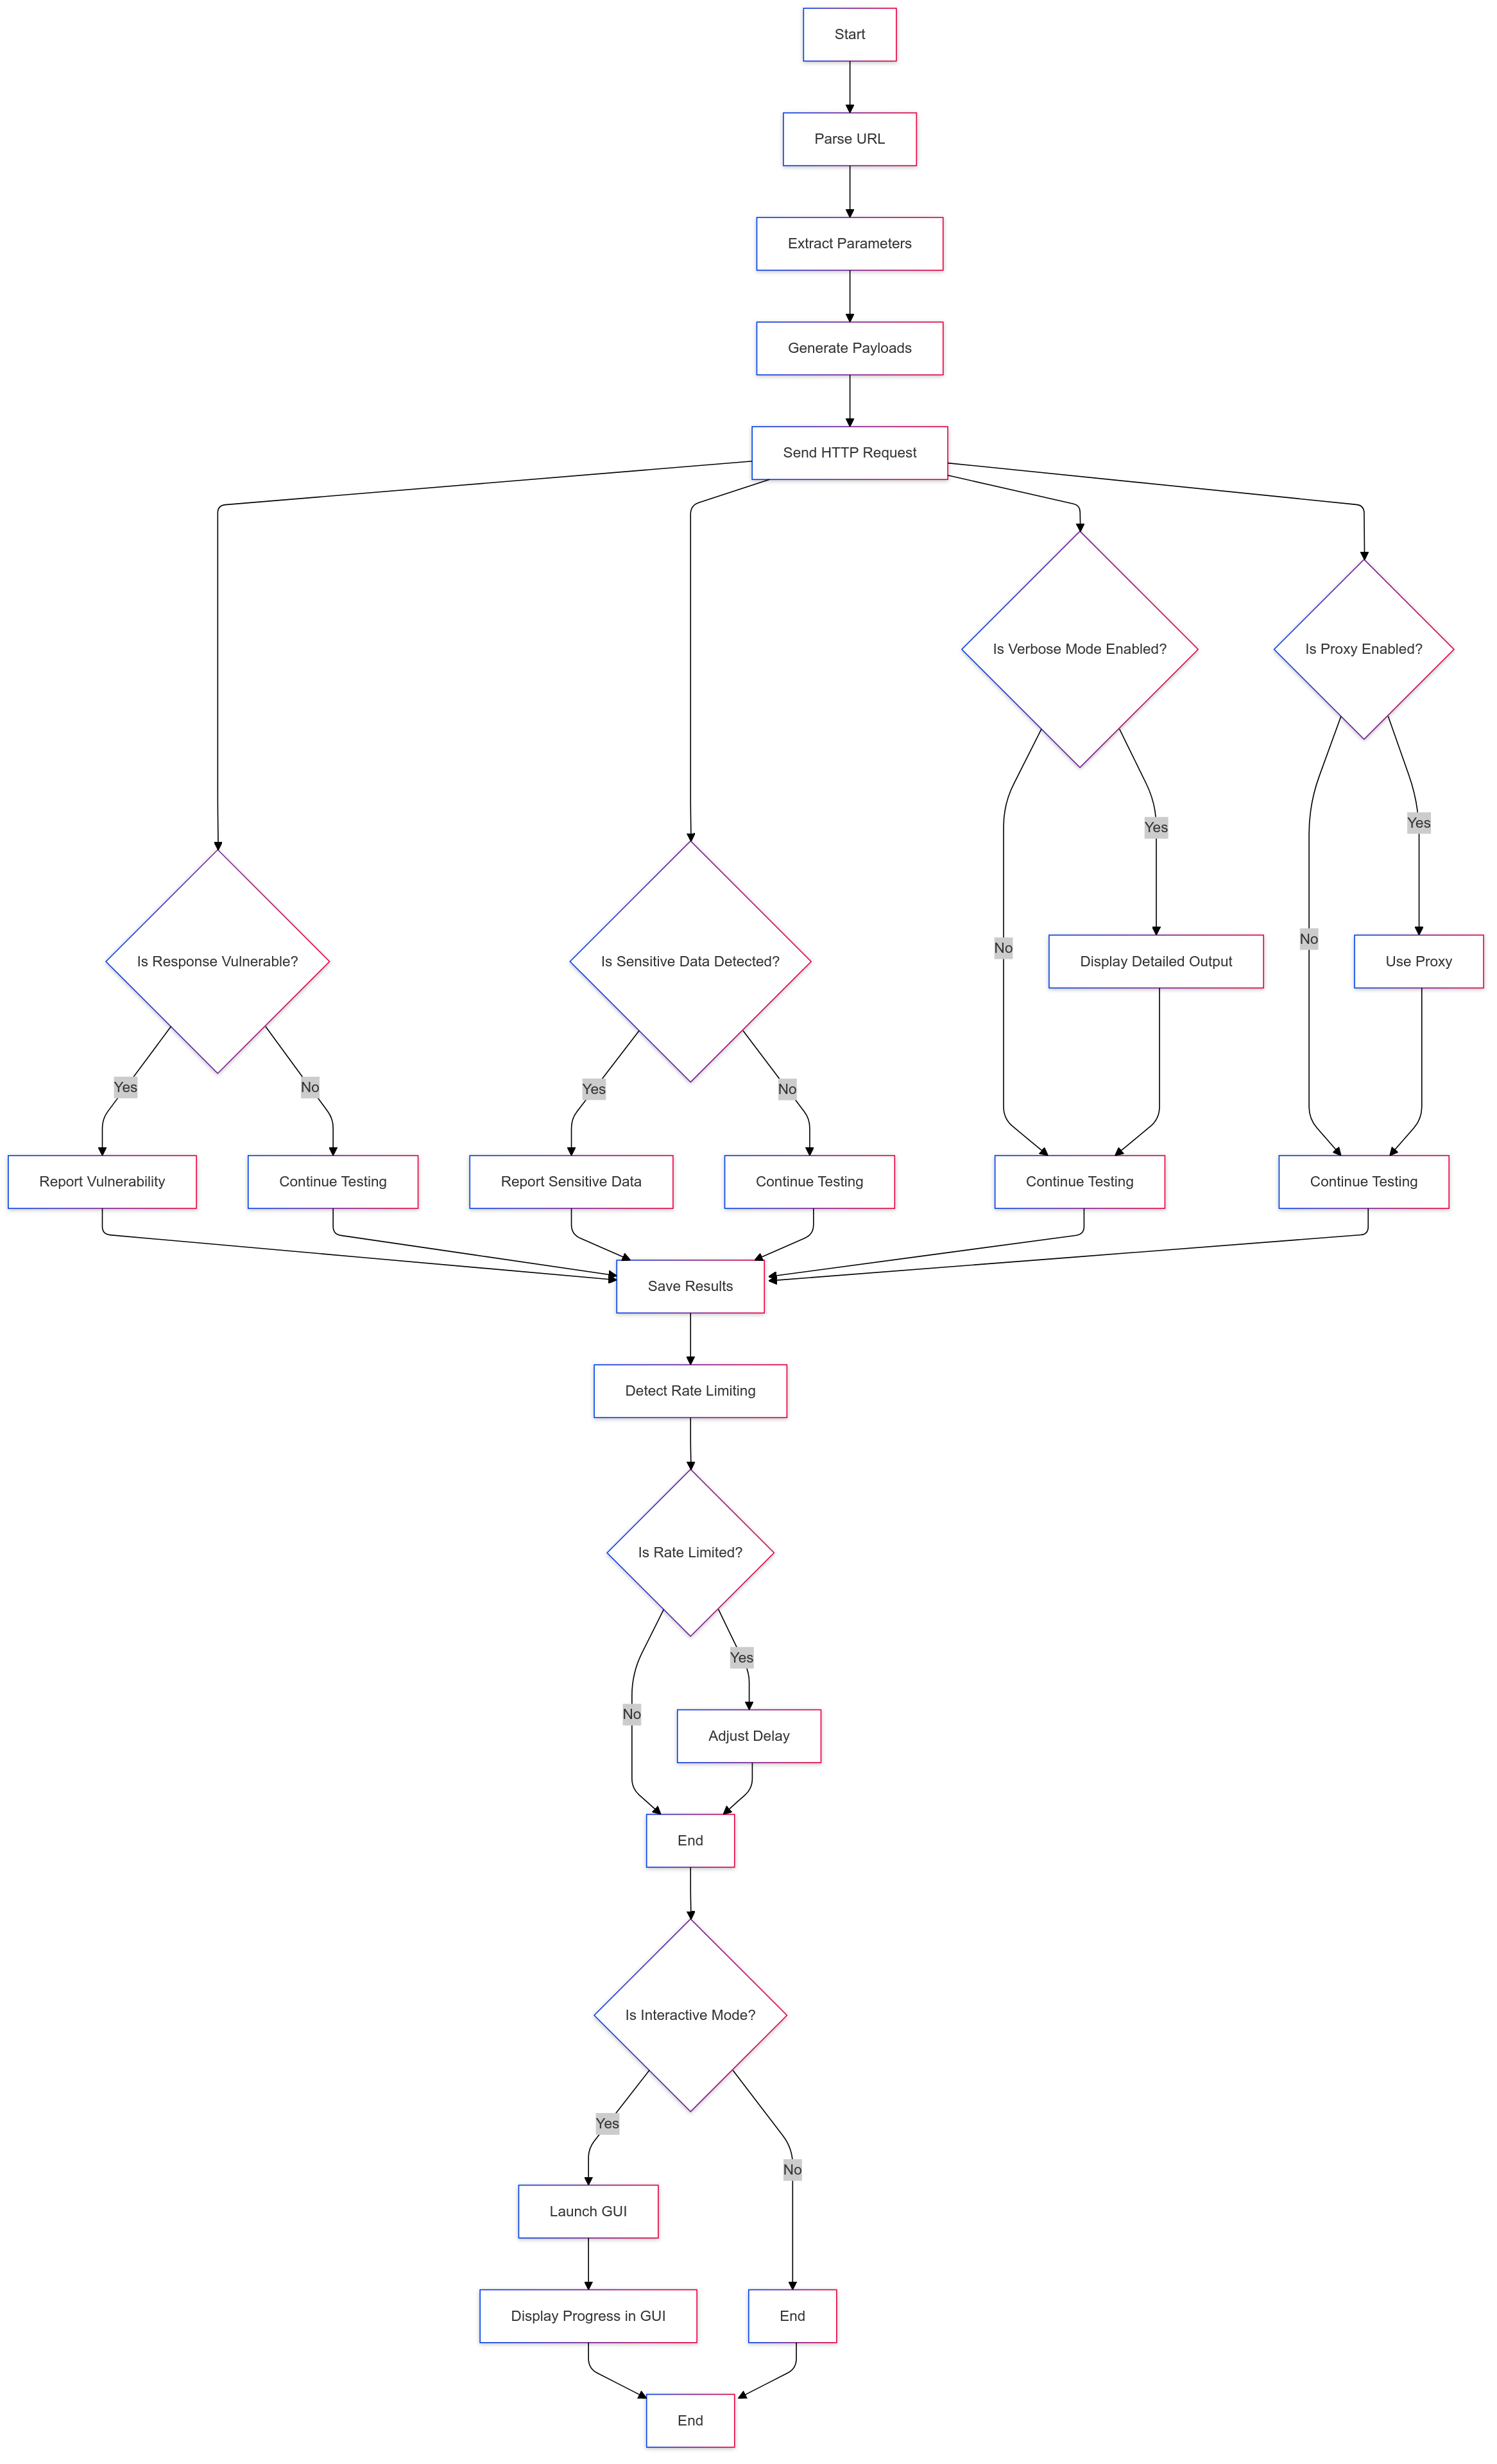 Start
Parse URL
Extract Parameters
Generate Payloads
Send HTTP Request
Is Verbose Mode Enabled?
Is Proxy Enabled?
Yes
Yes
No
No
Display Detailed Output
Use Proxy
Is Response Vulnerable?
Is Sensitive Data Detected?
Yes
No
Yes
No
Report Vulnerability
Continue Testing
Report Sensitive Data
Continue Testing
Continue Testing
Continue Testing
Save Results
Detect Rate Limiting
Is Rate Limited?
Yes
No
Adjust Delay
End
Is Interactive Mode?
Yes
No
Launch GUI
Display Progress in GUI
End
End